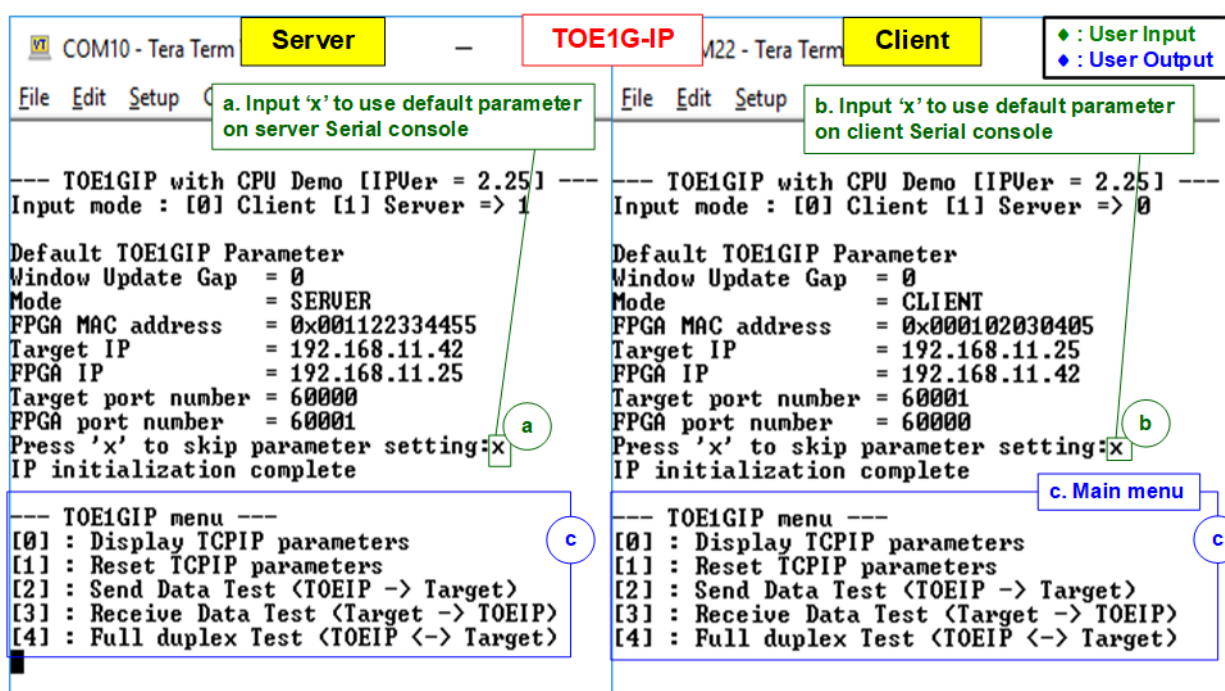 COM10 - Tera Term
Server
TOE1G-IP
M22 - Tera Term
Client
♦ : User Input
♦ : User Output
File Edit Setup
a. Input ‘x’ to use default parameter
on server Serial console
--- TOE1GIP with CPU Demo [IPVer = 2.25] ---
Input mode : [0] Client [1] Server => 1
Default TOE1GIP Parameter
Window Update Gap = 0
Mode = SERVER
FPGA MAC address = 0x001122334455
Target IP = 192.168.11.42
FPGA IP = 192.168.11.25
Target port number = 60000
FPGA port number = 60001
Press 'x' to skip parameter setting:x
a
IP initialization complete
--- TOE1GIP menu ---
[0] : Display TCPIP parameters
[1] : Reset TCPIP parameters
[2] : Send Data Test (TOEIP -> Target)
[3] : Receive Data Test (Target -> TOEIP)
[4] : Full duplex Test (TOEIP <-> Target)
c
File Edit Setup
b. Input ‘x’ to use default parameter
on client Serial console
--- TOE1GIP with CPU Demo [IPVer = 2.25] ---
Input mode : [0] Client [1] Server => 0
Default TOE1GIP Parameter
Window Update Gap = 0
Mode = CLIENT
FPGA MAC address = 0x000102030405
Target IP = 192.168.11.25
FPGA IP = 192.168.11.42
Target port number = 60001
FPGA port number = 60000
Press 'x' to skip parameter setting:x
b
IP initialization complete
c. Main menu
--- TOE1GIP menu ---
[0] : Display TCPIP parameters
[1] : Reset TCPIP parameters
[2] : Send Data Test (TOEIP -> Target)
[3] : Receive Data Test (Target -> TOEIP)
[4] : Full duplex Test (TOEIP <-> Target)
c